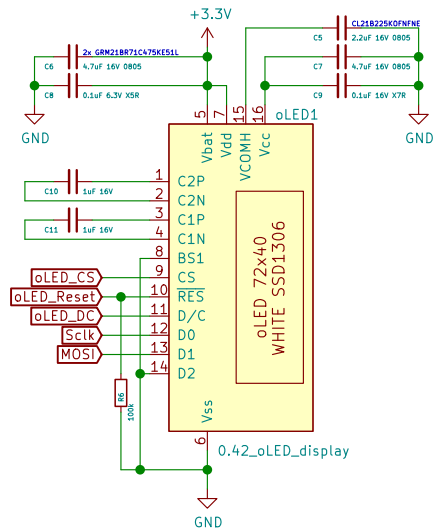 +3.3V
2x GRM21BR71C475KE51L
C6 4.7uF 16V 0805
C8 0.1uF 6.3V X5R
GND
CL21B225KOFNFNE
C5 2.2uF 16V 0805
C7 4.7uF 16V 0805
C9 0.1uF 16V X7R
GND
5 7 15 16
oLED1
Vbat Vdd VCOMH Vcc
C10 1uF 16V
1 C2P
2 C2N
C11 1uF 16V
3 C1P
4 C1N
8 BS1
oLED_CS 9 CS
oLED_Reset 10 RES
oLED_DC 11 D/C
Sclk 12 D0
MOSI 13 D1
14 D2
oLED 72x40
WHITE SSD1306
R6
100k
Vss
6
0.42_oLED_display
GND